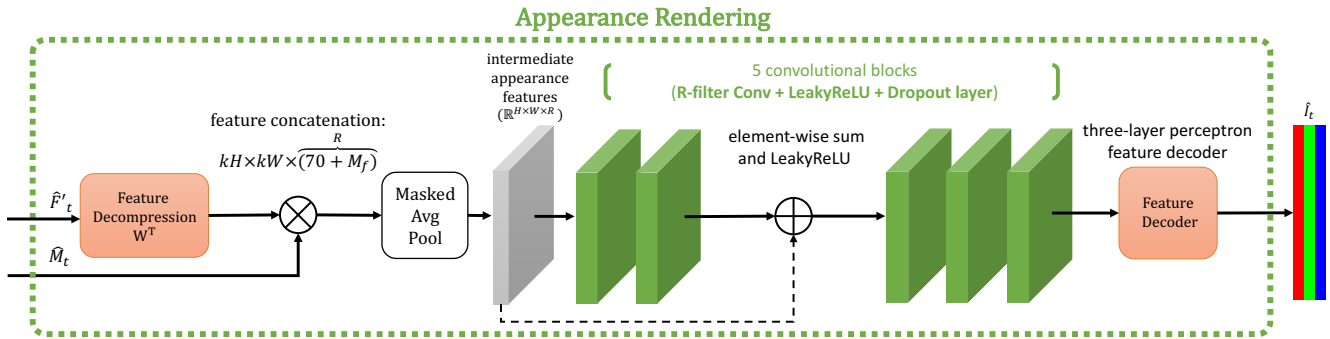 Appearance Rendering
intermediate
appearance
features
(ℝ^{H×W×R})
5 convolutional blocks
(R-filter Conv + LeakyReLU + Dropout layer)
Î_t
feature concatenation:
R
kH×kW×(70 + M_f)
element-wise sum
and LeakyReLU
three-layer perceptron
feature decoder
F̂'_t
Feature
Decompression
W^T
Masked
Avg
Pool
Feature
Decoder
M̂_t